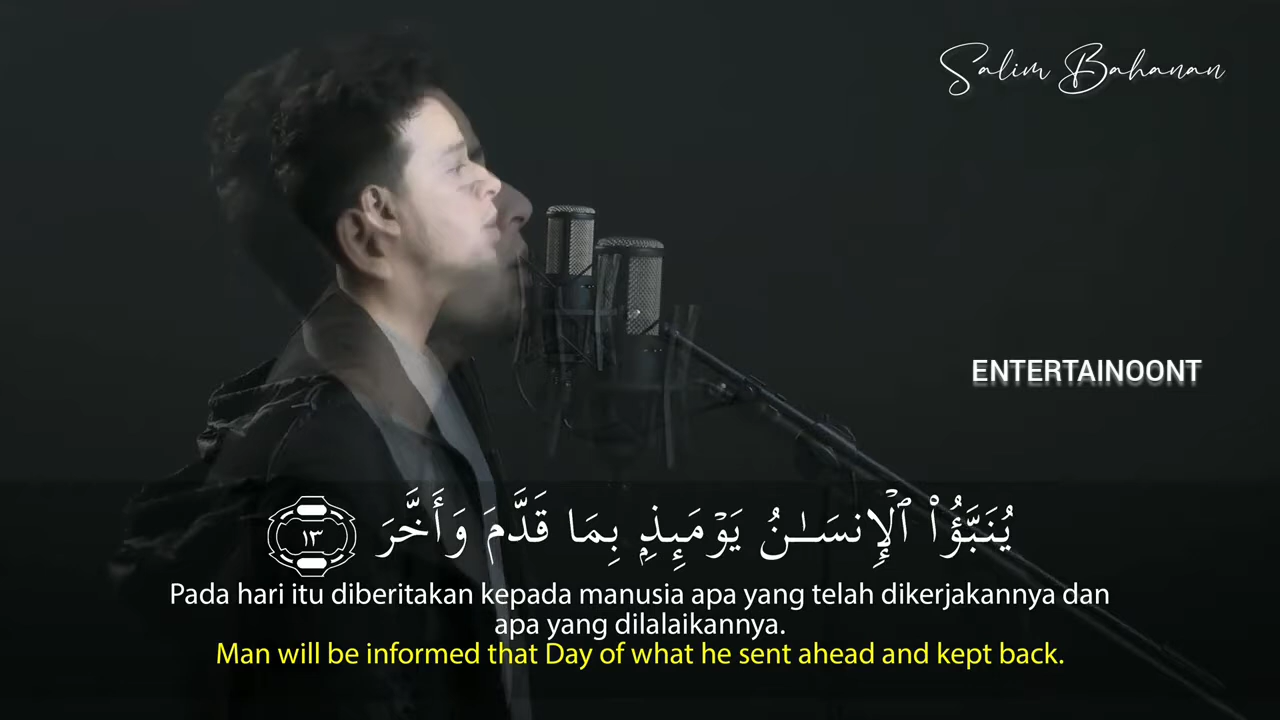 Salim Bahanan
ENTERTAINOONT
يُنَبَّؤُا۟ ٱلْإِنسَـٰنُ يَوْمَئِذٍۭ بِمَا قَدَّمَ وَأَخَّرَ ١٣
Pada hari itu diberitakan kepada manusia apa yang telah dikerjakannya dan
apa yang dilalaikannya.
Man will be informed that Day of what he sent ahead and kept back.